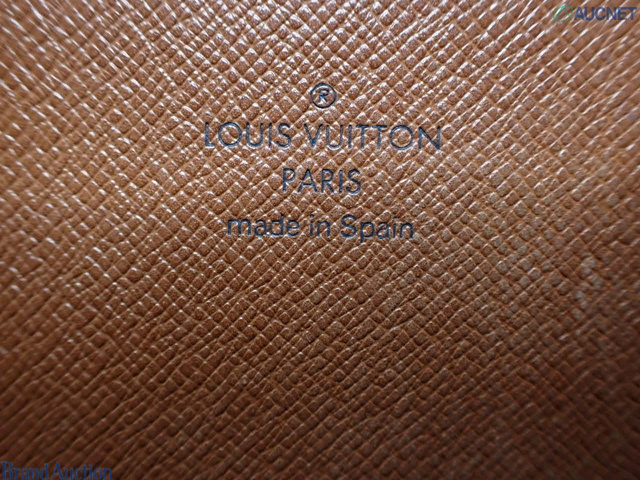 AUCNET
®
LOUIS VUITTON
PARIS
made in Spain
Brand Auction